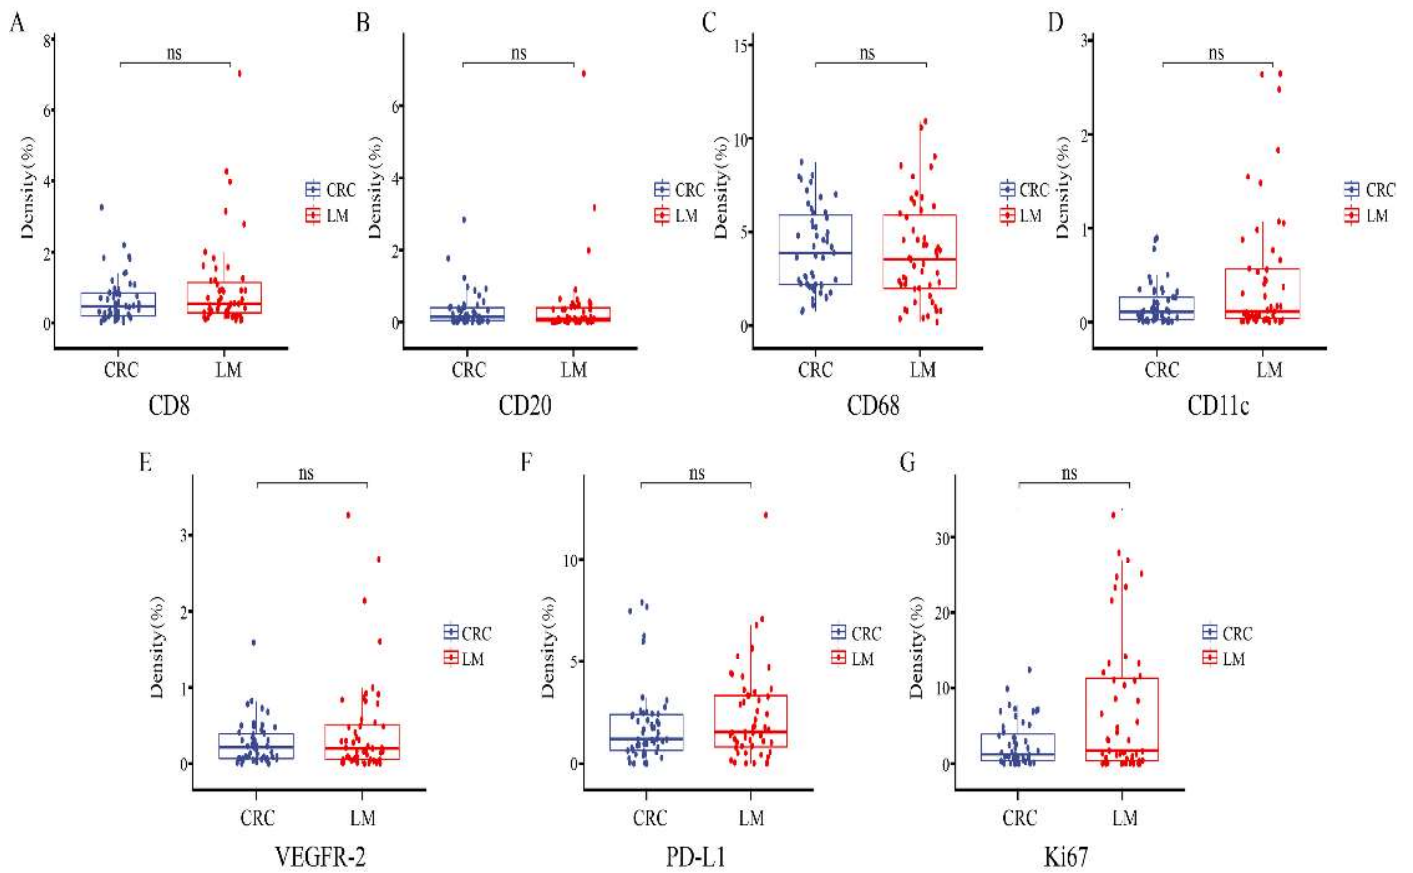 A
B
C
D
8
6
4
2
0
Density(%)
ns
CRC
LM
CRC
LM
CD8
6
4
2
0
Density(%)
ns
CRC
LM
CRC
LM
CD20
15
10
5
0
Density(%)
ns
CRC
LM
CRC
LM
CD68
3
2
1
0
Density(%)
ns
CRC
LM
CRC
LM
CD11c
E
F
G
3
2
1
0
Density(%)
ns
CRC
LM
CRC
LM
VEGFR-2
10
5
0
Density(%)
ns
CRC
LM
CRC
LM
PD-L1
30
20
10
0
Density(%)
ns
CRC
LM
CRC
LM
Ki67